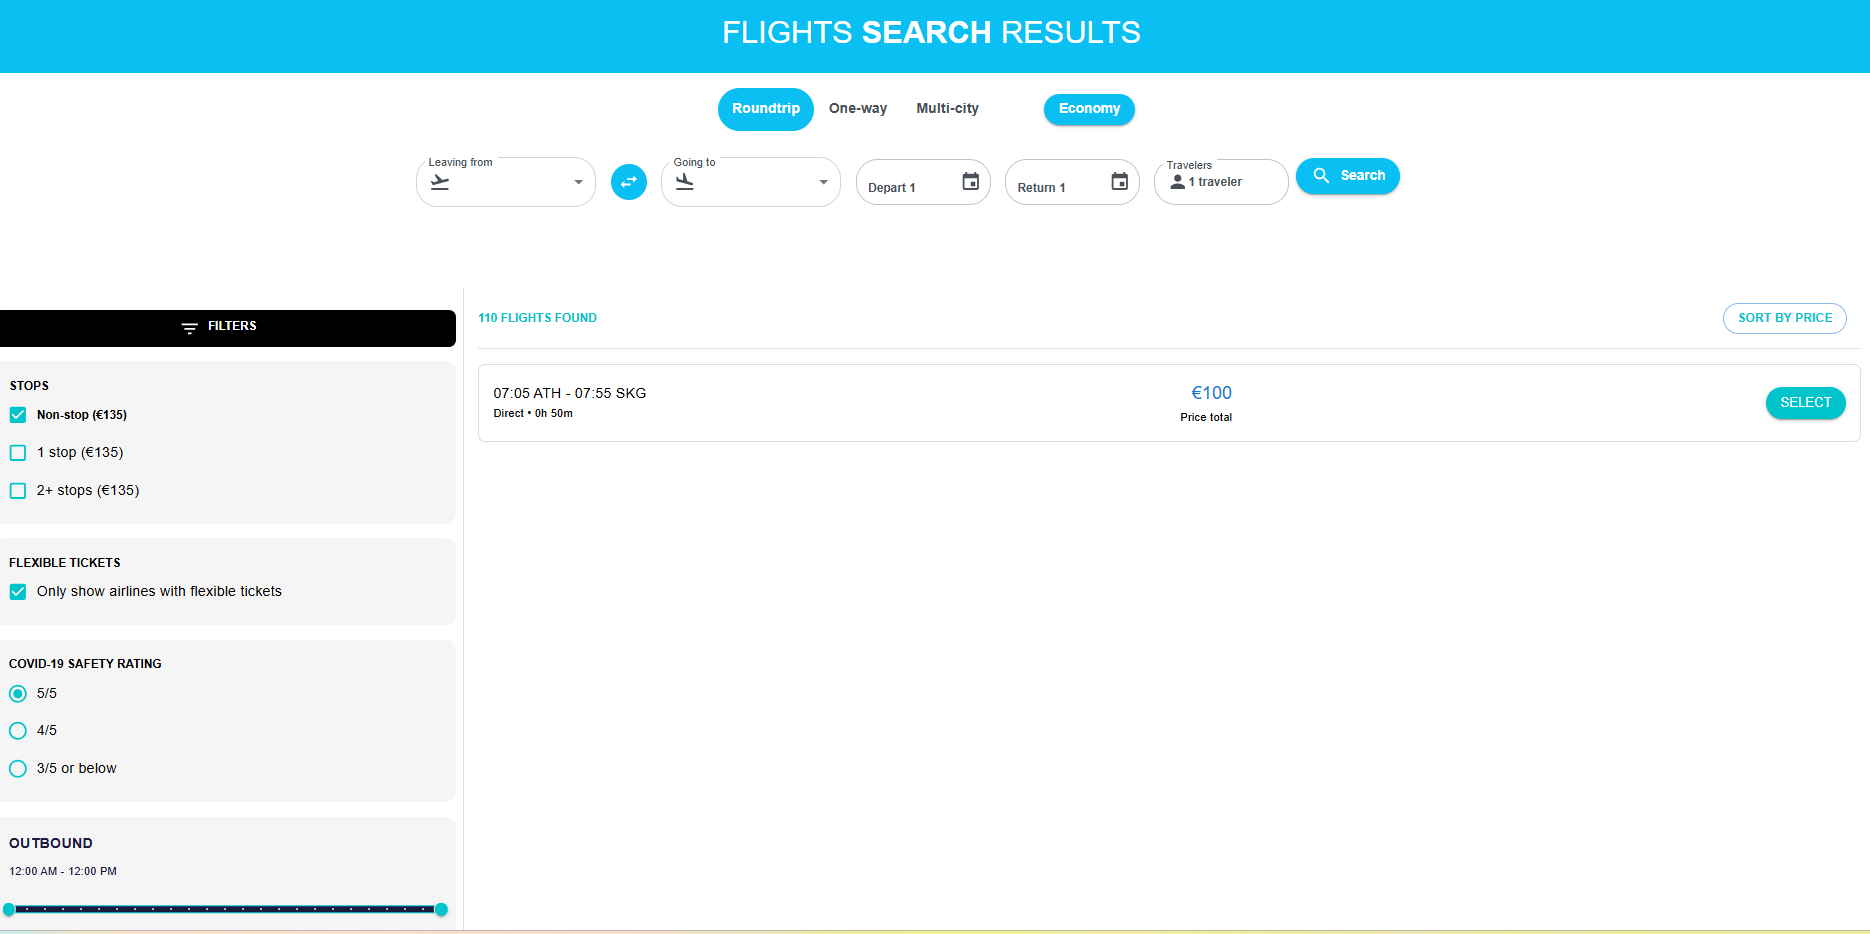 FLIGHTS SEARCH RESULTS
Roundtrip One-way Multi-city Economy
Leaving from Going to Depart 1 Return 1 Travelers 1 traveler Search
FILTERS
STOPS
Non-stop (€135)
1 stop (€135)
2+ stops (€135)
FLEXIBLE TICKETS
Only show airlines with flexible tickets
COVID-19 SAFETY RATING
5/5
4/5
3/5 or below
OUTBOUND
12:00 AM - 12:00 PM
110 FLIGHTS FOUND SORT BY PRICE
07:05 ATH - 07:55 SKG €100 SELECT
Direct • 0h 50m Price total